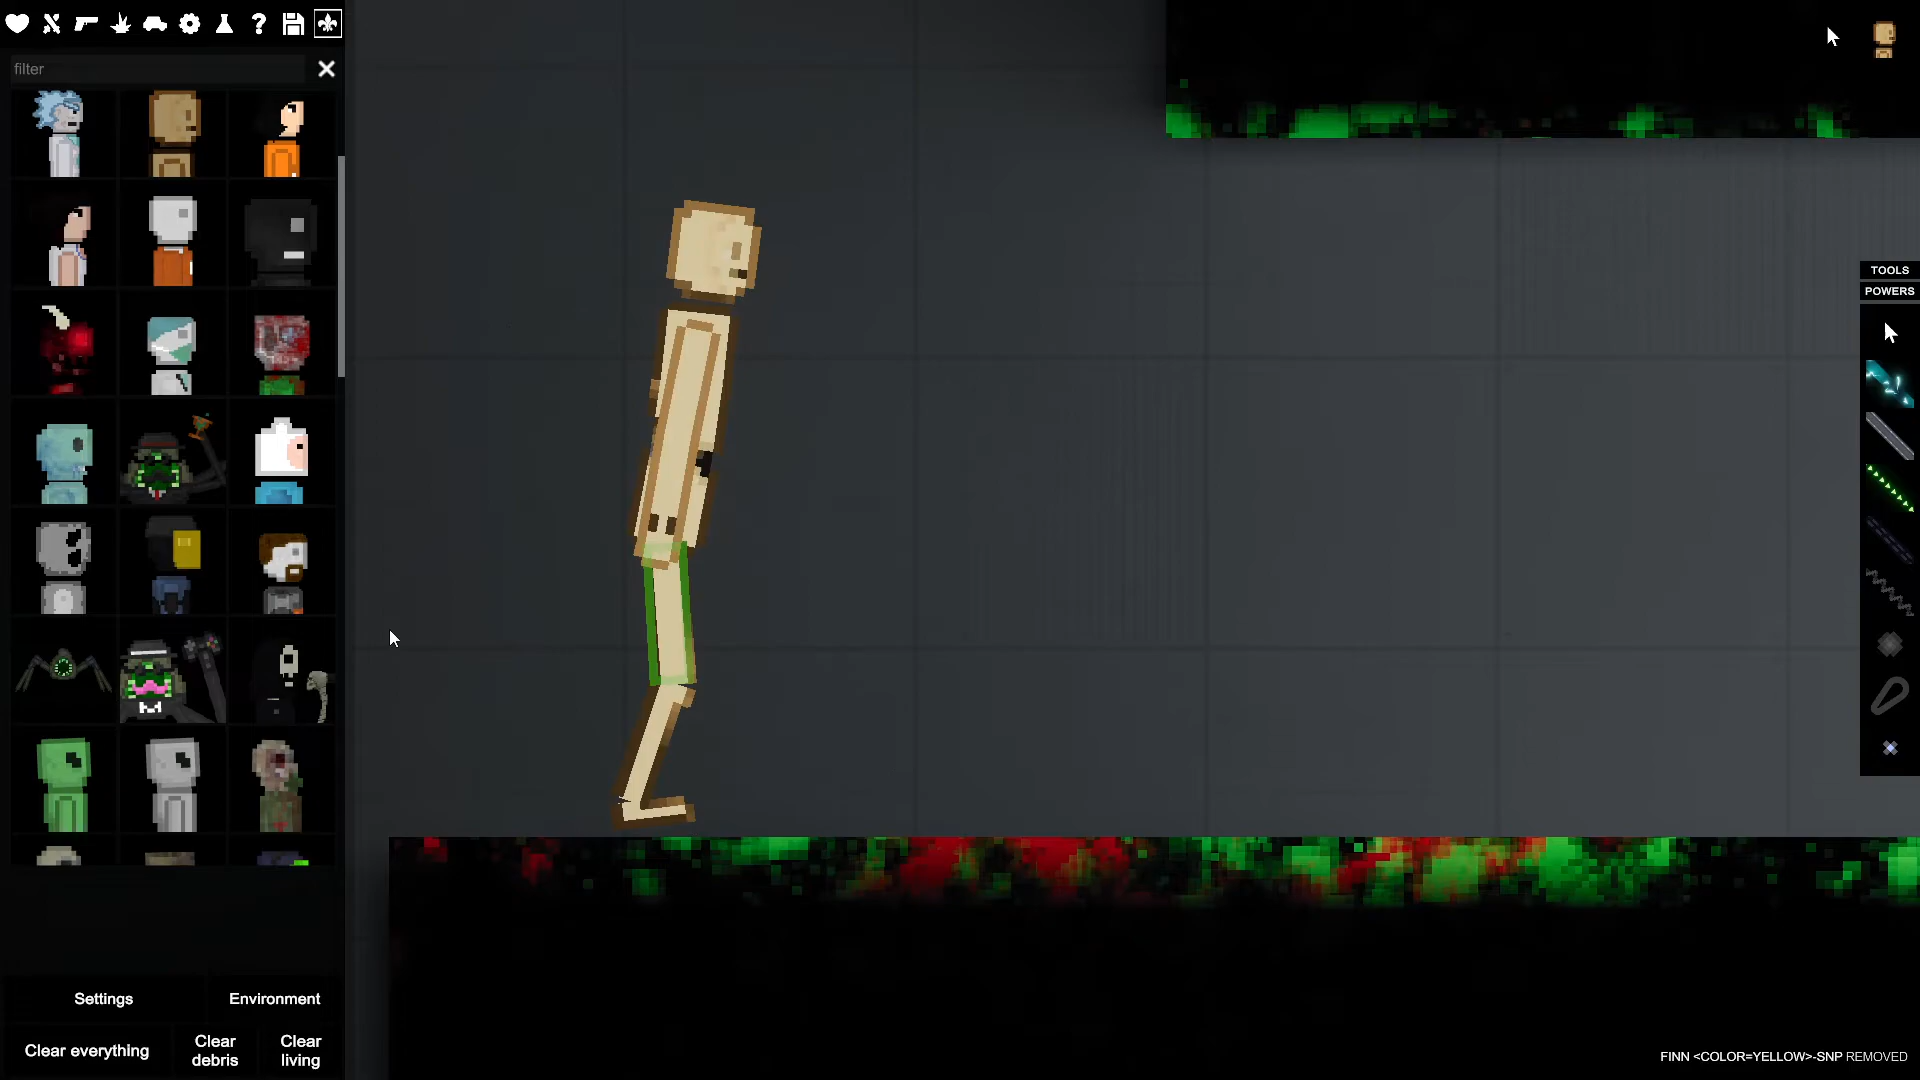 filter
TOOLS
POWERS
Settings
Environment
Clear everything
Clear
debris
Clear
living
FINN <COLOR=YELLOW>-SNP REMOVED